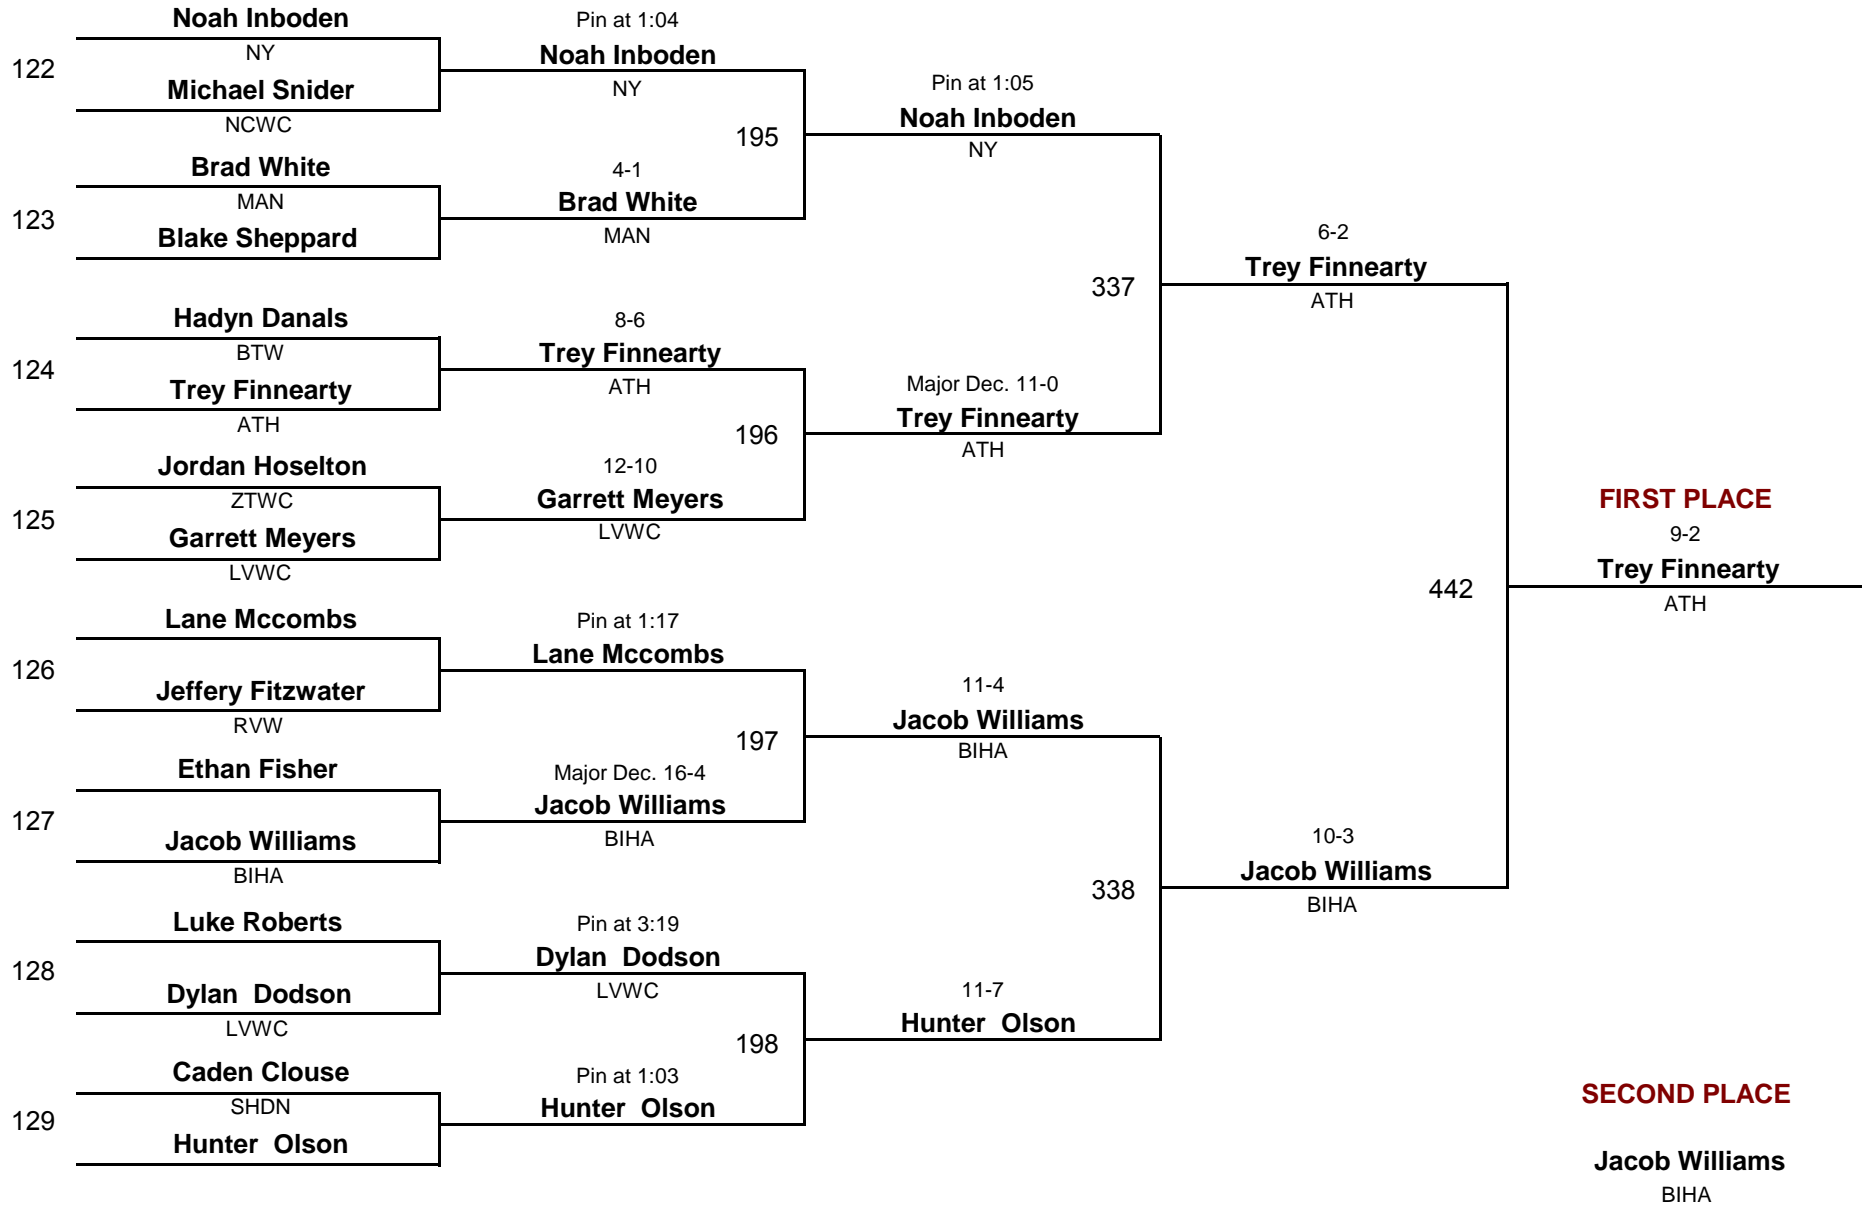 Noah Inboden
NY
122
Michael Snider
NCWC
Brad White
MAN
123
Blake Sheppard
Hadyn Danals
BTW
124
Trey Finnearty
ATH
Jordan Hoselton
ZTWC
125
Garrett Meyers
LVWC
Lane Mccombs
126
Jeffery Fitzwater
RVW
Ethan Fisher
127
Jacob Williams
BIHA
Luke Roberts
128
Dylan  Dodson
LVWC
Caden Clouse
SHDN
129
Hunter  Olson
Pin at 1:04
Noah Inboden
NY
195
4-1
Brad White
MAN
8-6
Trey Finnearty
ATH
196
12-10
Garrett Meyers
LVWC
Pin at 1:17
Lane Mccombs
197
Major Dec. 16-4
Jacob Williams
BIHA
Pin at 3:19
Dylan  Dodson
LVWC
198
Pin at 1:03
Hunter  Olson
Pin at 1:05
Noah Inboden
NY
337
Major Dec. 11-0
Trey Finnearty
ATH
11-4
Jacob Williams
BIHA
338
11-7
Hunter  Olson
6-2
Trey Finnearty
ATH
442
10-3
Jacob Williams
BIHA
FIRST PLACE
9-2
Trey Finnearty
ATH
SECOND PLACE
Jacob Williams
BIHA